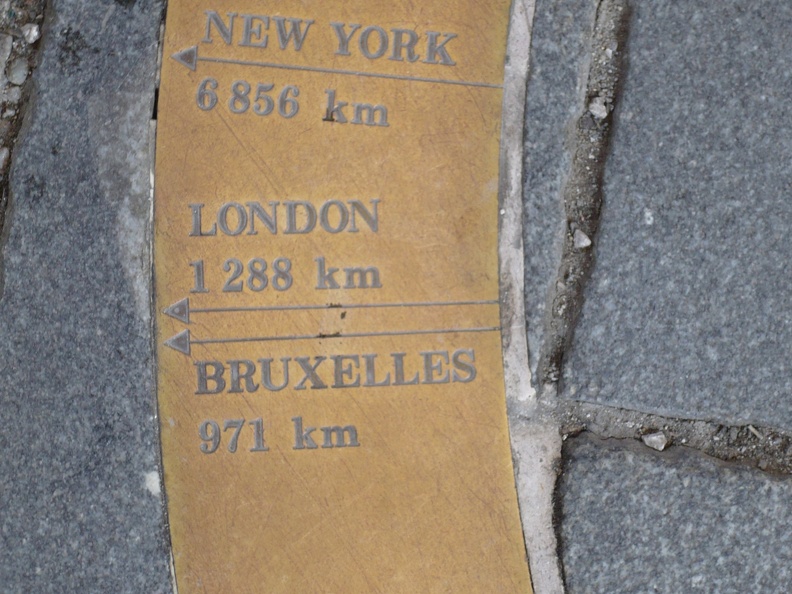 NEW YORK
6 856 km
LONDON
1 288 km
BRUXELLES
971 km